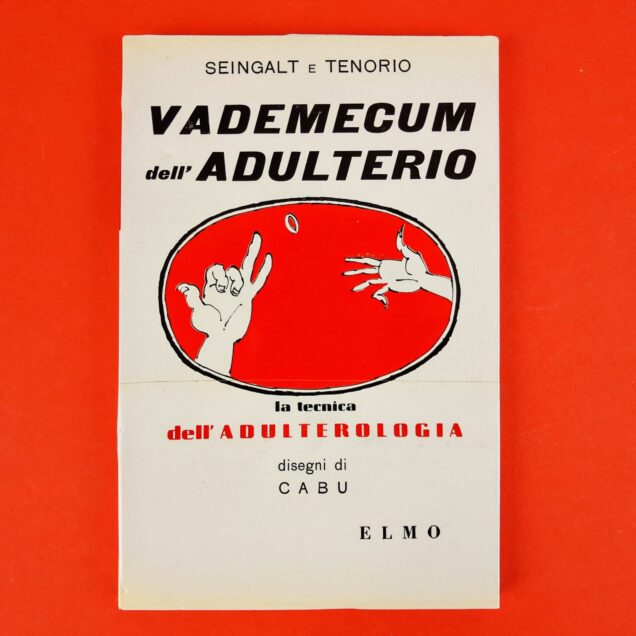 SEINGALT E TENORIO
VADEMECUM
dell' ADULTERIO
la tecnica
dell'ADULTEROLOGIA
disegni di
CABU
ELMO